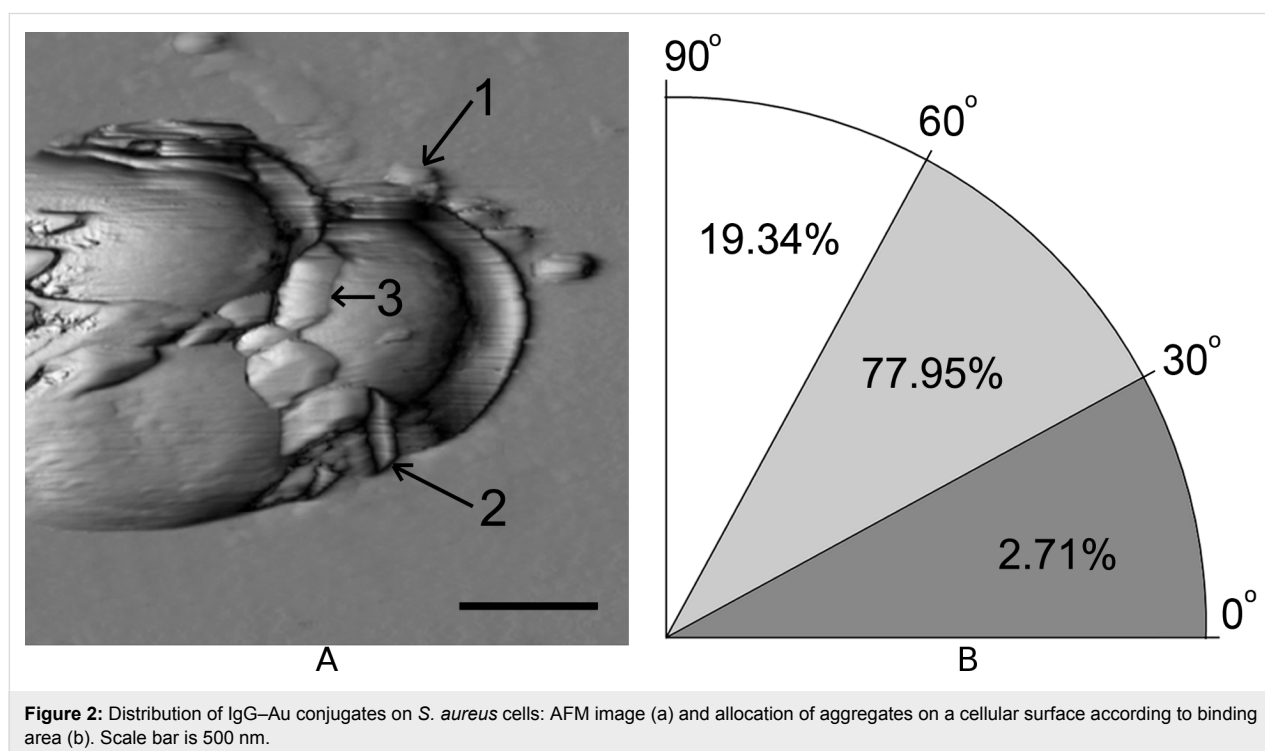 1
3
2
A
90°
60°
19.34%
77.95%
30°
2.71%
0°
B
Figure 2: Distribution of IgG–Au conjugates on S. aureus cells: AFM image (a) and allocation of aggregates on a cellular surface according to binding
area (b). Scale bar is 500 nm.